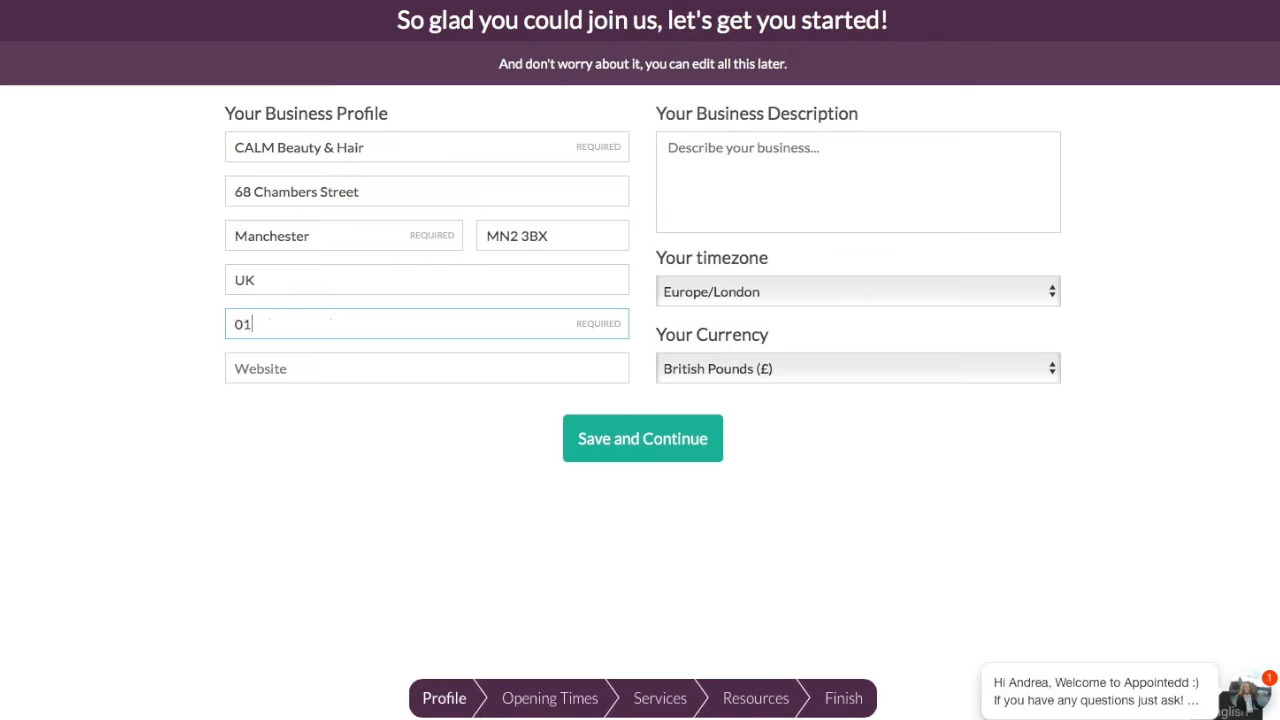 So glad you could join us, let's get you started!
And don't worry about it, you can edit all this later.
Your Business Profile
CALM Beauty & Hair REQUIRED
68 Chambers Street
Manchester REQUIRED MN2 3BX
UK
01 REQUIRED
Website
Your Business Description
Describe your business...
Your timezone
Europe/London
Your Currency
British Pounds (£)
Save and Continue
Profile Opening Times Services Resources Finish
Hi Andrea, Welcome to Appointedd :)
If you have any questions just ask! ...
1